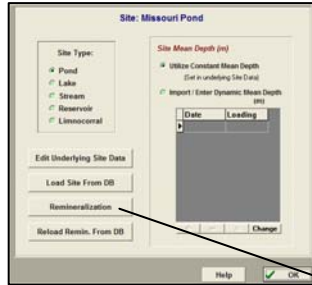 Site: Missouri Pond
Site Type:
Pond
Lake
Stream
Reservoir
Limnocorral
Edit Underlying Site Data
Load Site From DB
Remineralization
Reload Remin. From DB
Site Mean Depth (m)
Utilize Constant Mean Depth
(Set in underlying Site Data)
Import / Enter Dynamic Mean Depth
(m)
Date Loading
Change
Help
OK